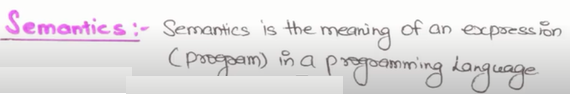 Semantics :- Semantics is the meaning of an expression
(program) in a programming Language